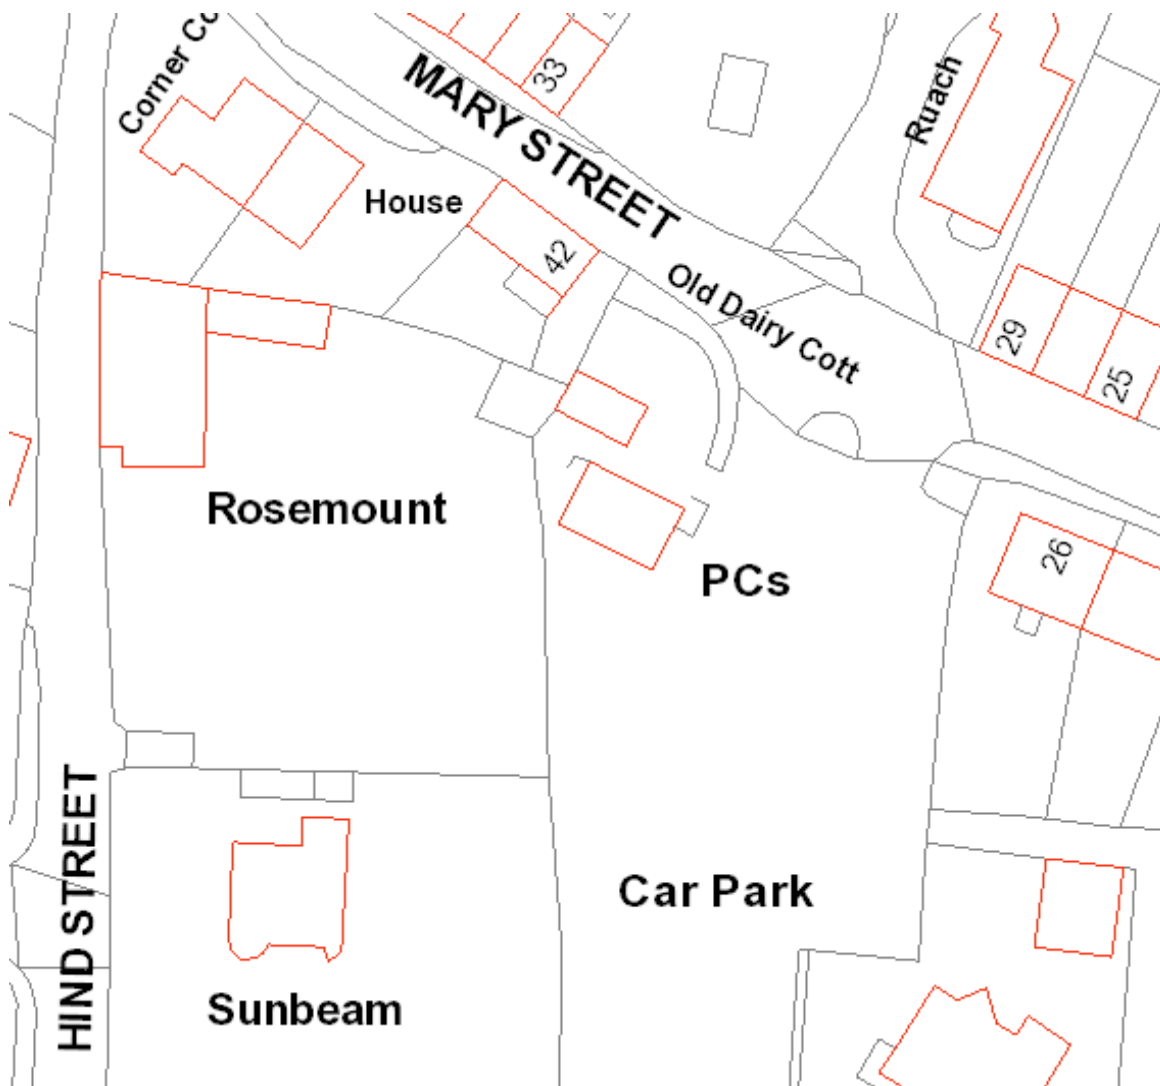 Corner Co
33
MARY STREET
Ruach
House
42
Old Dairy Cott
29
25
Rosemount
PCs
26
HIND STREET
Car Park
Sunbeam